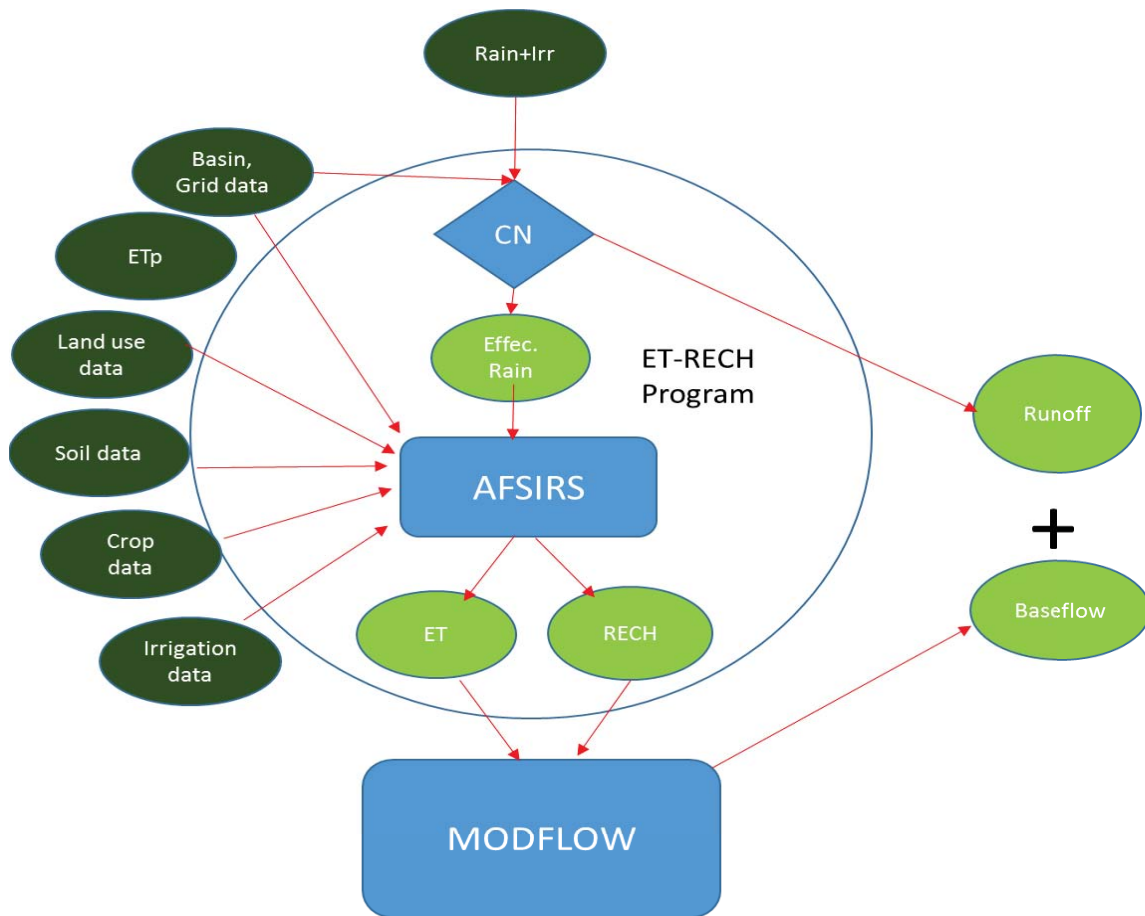 Rain+Irr
Basin,
Grid data
CN
ETp
Land use
data
Effec.
Rain
ET-RECH
Program
Runoff
Soil data
AFSIRS
+
Crop
data
Baseflow
ET
RECH
Irrigation
data
MODFLOW